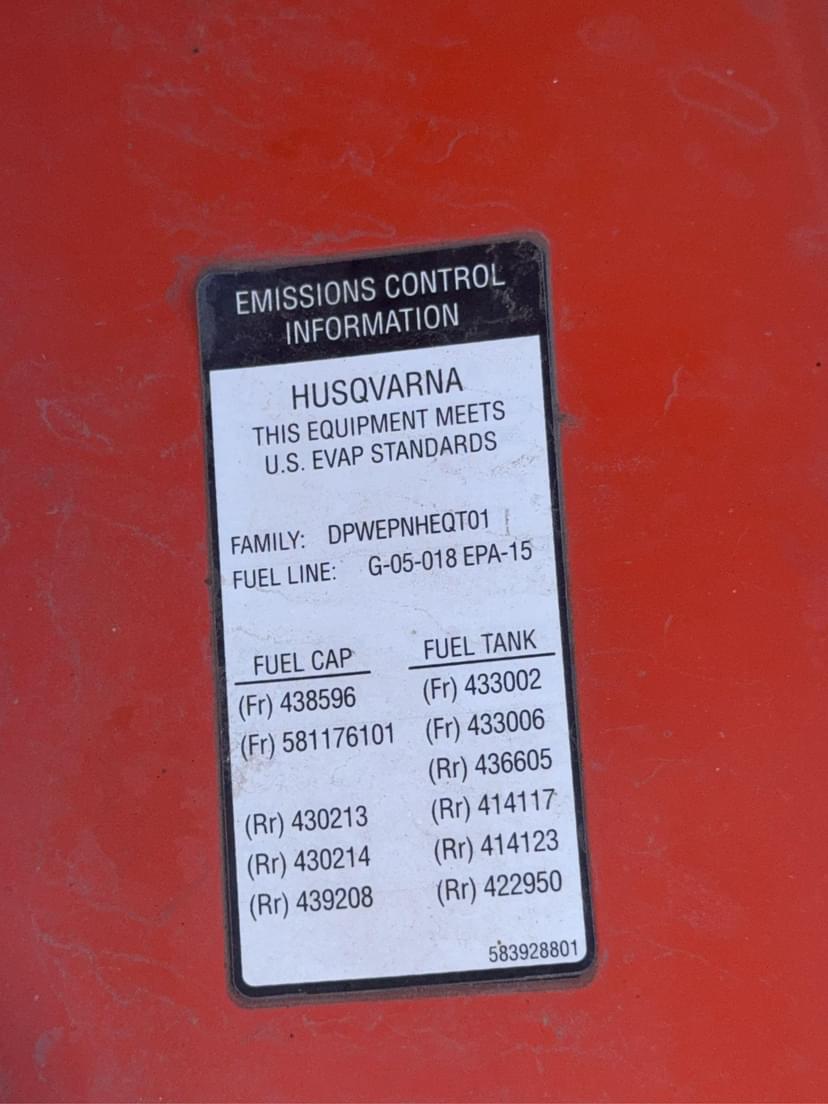 EMISSIONS CONTROL
INFORMATION
HUSQVARNA
THIS EQUIPMENT MEETS
U.S. EVAP STANDARDS
FAMILY: DPWEPNHEQT01
FUEL LINE: G-05-018 EPA-15
FUEL CAP FUEL TANK
(Fr) 438596 (Fr) 433002
(Fr) 581176101 (Fr) 433006
(Rr) 436605
(Rr) 430213 (Rr) 414117
(Rr) 430214 (Rr) 414123
(Rr) 439208 (Rr) 422950
583928801